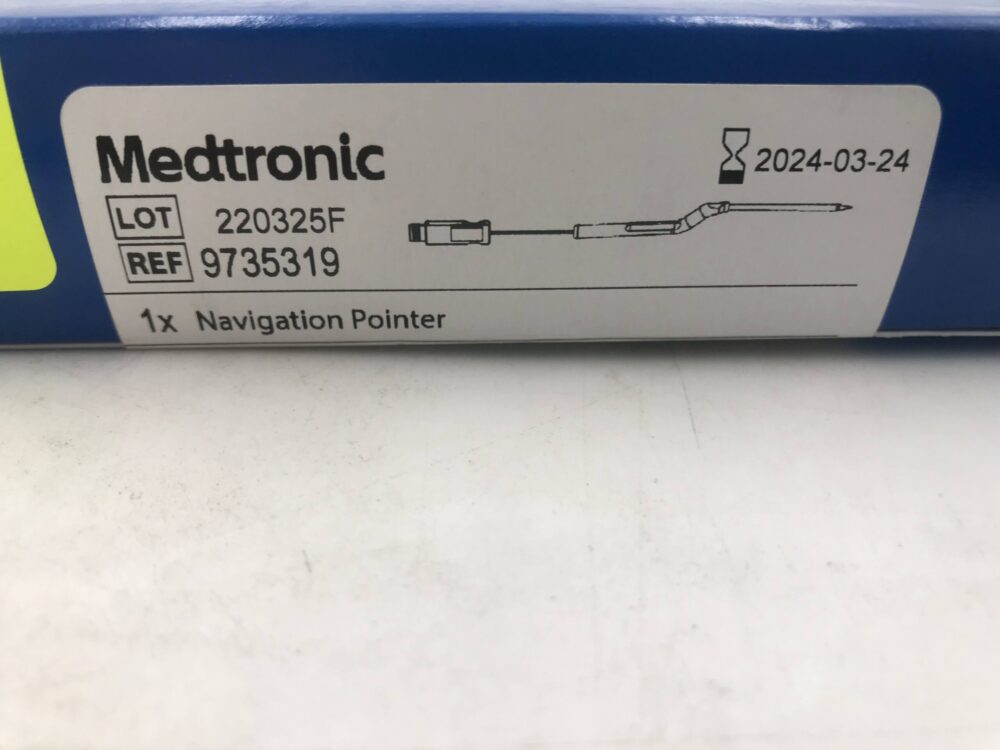 Medtronic
2024-03-24
LOT 220325F
REF 9735319
1x Navigation Pointer